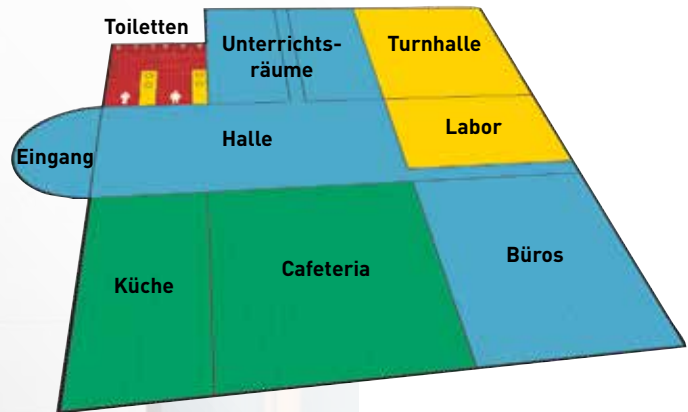 Toiletten
Unterrichts-
räume
Turnhalle
Eingang
Halle
Labor
Küche
Cafeteria
Büros